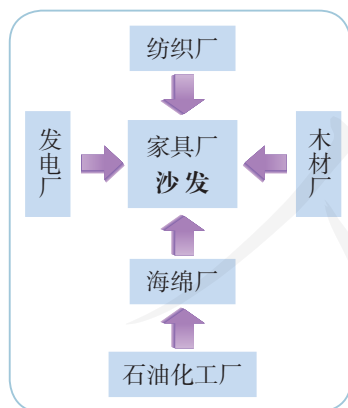 纺织厂
发电厂
家具厂
沙发
木材厂
海绵厂
石油化工厂